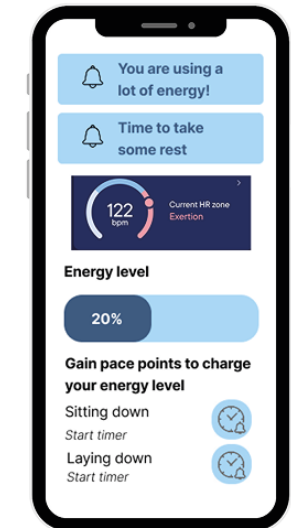 You are using a
lot of energy!
Time to take
some rest
122
bpm
Current HR zone
Exertion
Energy level
20%
Gain pace points to charge
your energy level
Sitting down
Start timer
Laying down
Start timer